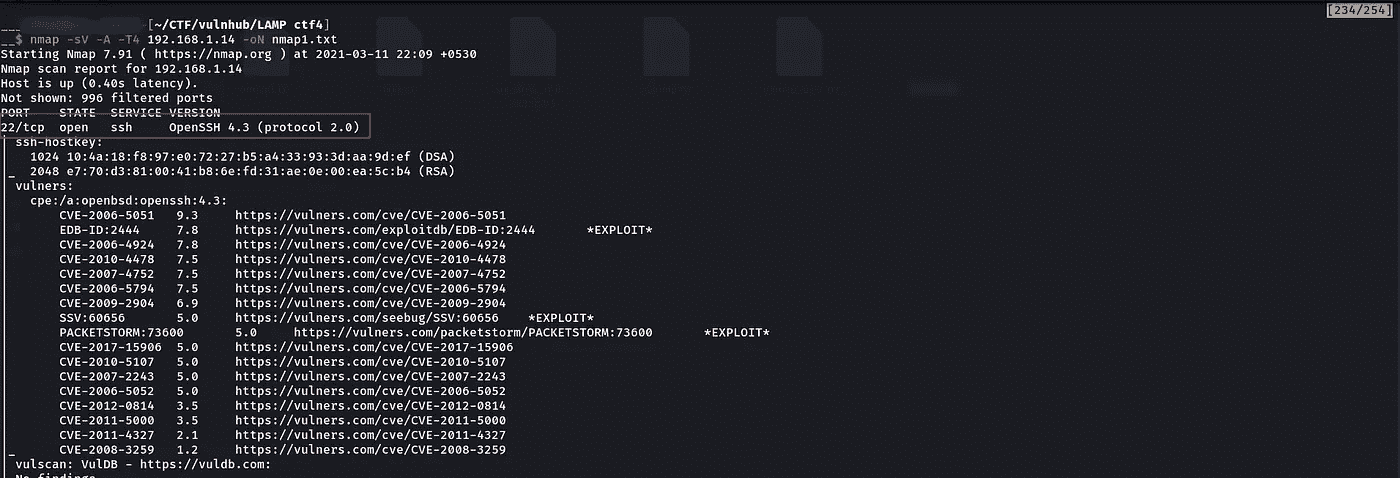 [234/254]
[~/CTF/vulnhub/LAMP ctf4]
$ nmap -sV -A -T4 192.168.1.14 -oN nmap1.txt
Starting Nmap 7.91 ( https://nmap.org ) at 2021-03-11 22:09 +0530
Nmap scan report for 192.168.1.14
Host is up (0.40s latency).
Not shown: 996 filtered ports
PORT STATE SERVICE VERSION
22/tcp open ssh OpenSSH 4.3 (protocol 2.0)
| ssh-hostkey:
| 1024 10:4a:18:f8:97:e0:72:27:b5:a4:33:93:3d:aa:9d:ef (DSA)
|_ 2048 e7:70:d3:81:00:41:b8:6e:fd:31:ae:0e:00:ea:5c:b4 (RSA)
| vulners:
| cpe:/a:openbsd:openssh:4.3:
| CVE-2006-5051 9.3 https://vulners.com/cve/CVE-2006-5051
| EDB-ID:2444 7.8 https://vulners.com/exploitdb/EDB-ID:2444 *EXPLOIT*
| CVE-2006-4924 7.8 https://vulners.com/cve/CVE-2006-4924
| CVE-2010-4478 7.5 https://vulners.com/cve/CVE-2010-4478
| CVE-2007-4752 7.5 https://vulners.com/cve/CVE-2007-4752
| CVE-2006-5794 7.5 https://vulners.com/cve/CVE-2006-5794
| CVE-2009-2904 6.9 https://vulners.com/cve/CVE-2009-2904
| SSV:60656 5.0 https://vulners.com/seebug/SSV:60656 *EXPLOIT*
| PACKETSTORM:73600 5.0 https://vulners.com/packetstorm/PACKETSTORM:73600 *EXPLOIT*
| CVE-2017-15906 5.0 https://vulners.com/cve/CVE-2017-15906
| CVE-2010-5107 5.0 https://vulners.com/cve/CVE-2010-5107
| CVE-2007-2243 5.0 https://vulners.com/cve/CVE-2007-2243
| CVE-2006-5052 5.0 https://vulners.com/cve/CVE-2006-5052
| CVE-2012-0814 3.5 https://vulners.com/cve/CVE-2012-0814
| CVE-2011-5000 3.5 https://vulners.com/cve/CVE-2011-5000
| CVE-2011-4327 2.1 https://vulners.com/cve/CVE-2011-4327
|_ CVE-2008-3259 1.2 https://vulners.com/cve/CVE-2008-3259
| vulscan: VulDB - https://vuldb.com:
| No findings